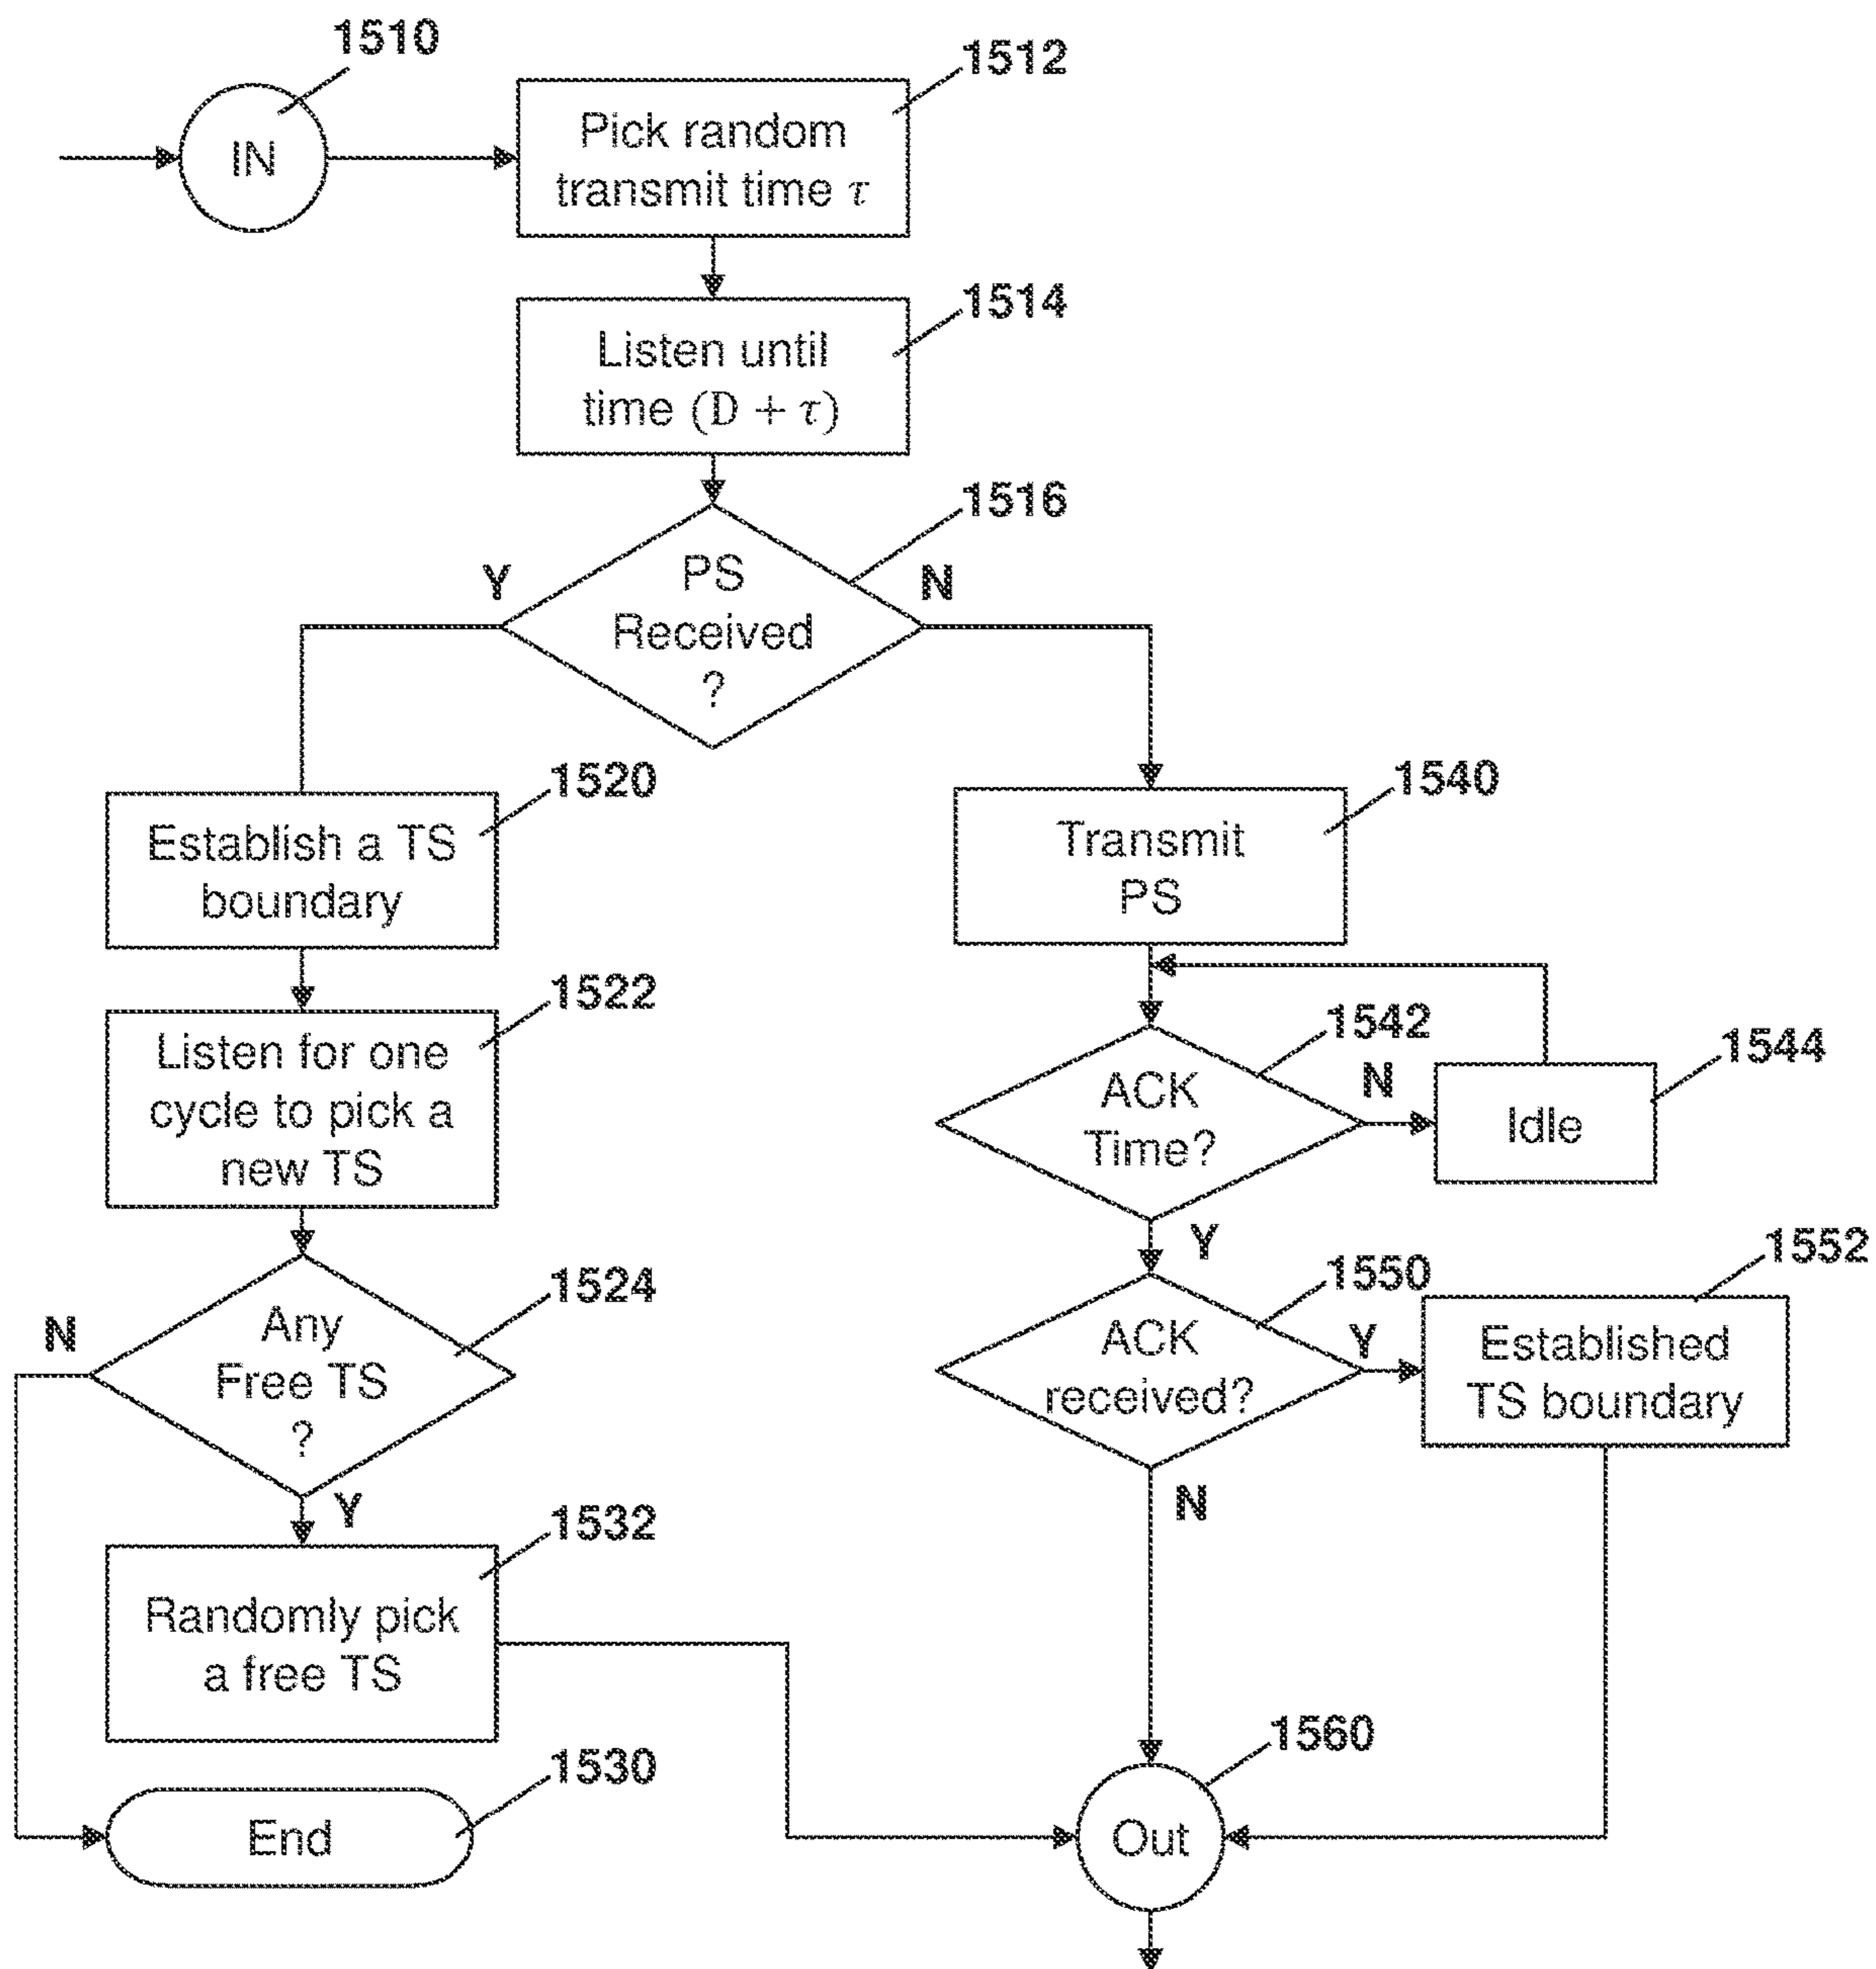 1510
IN
1512
Pick random
transmit time τ
1514
Listen until
time (D + τ)
1516
Y
PS
Received
?
N
1520
Establish a TS
boundary
1540
Transmit
PS
1522
Listen for one
cycle to pick a
new TS
1542
ACK
Time?
N
1544
Idle
Y
1524
N
Any
Free TS
?
Y
1550
ACK
received?
Y
1552
Established
TS boundary
N
1532
Randomly pick
a free TS
1530
End
1560
Out